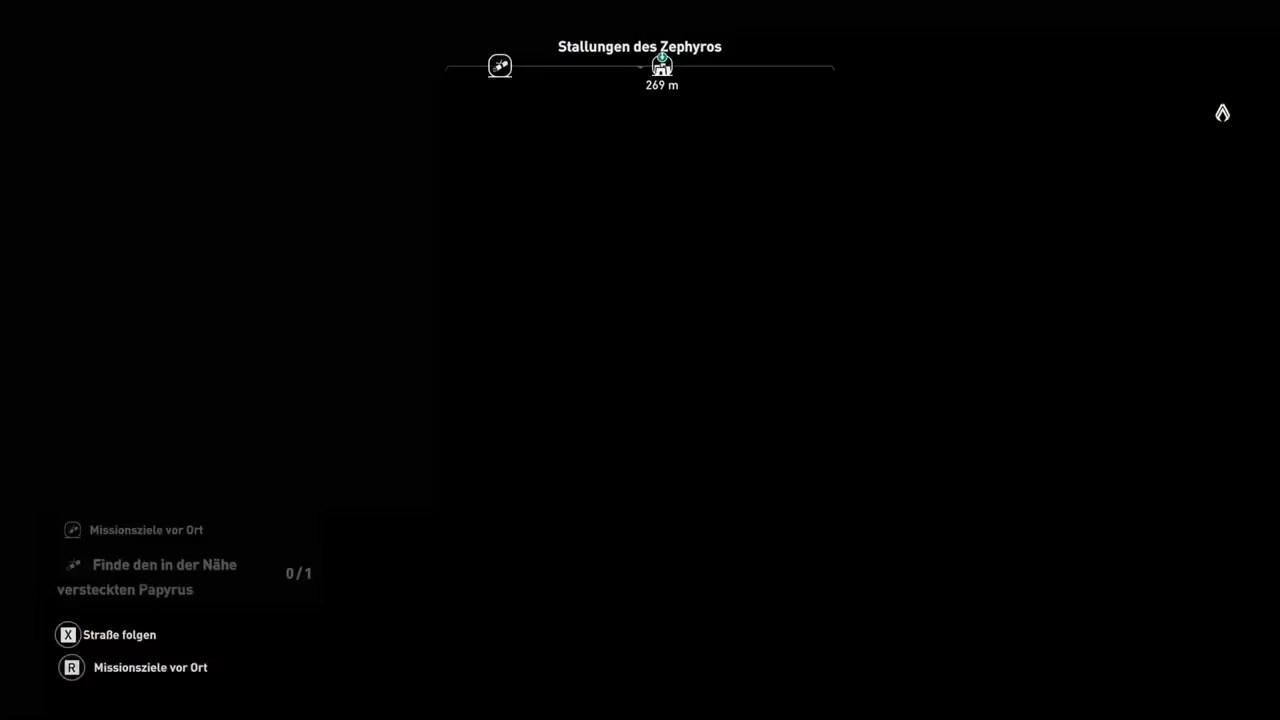 Stallungen des Zephyros
269 m
Missionsziele vor Ort
Finde den in der Nähe
versteckten Papyrus
0/1
X Straße folgen
R Missionsziele vor Ort